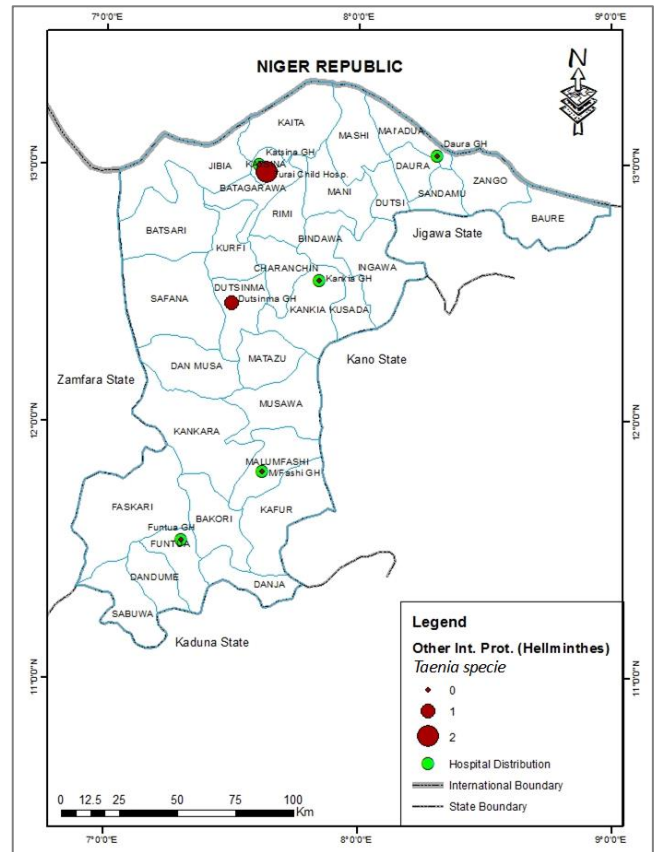 7°0'0"E 8°0'0"E 9°0'0"E
NIGER REPUBLIC
N
KAITA
MASHI
MAI'ADUA
Daura GH
13°0'0"N
13°0'0"N
Katsina GH
JIBIA
Turai Child Hosp.
DAURA
ZANGO
BATAGARAWA
MANI
SANDAMU
DUTSI
BAURE
RIMI
BATSARI
KURFI
BINDAWA
Jigawa State
CHARANCHIN
INGAWA
Kankia GH
DUTSINMA
Dutsinma GH
SAFANA
KANKIA KUSADA
MATAZU
DAN MUSA
Kano State
Zamfara State
MUSAWA
12°0'0"N
12°0'0"N
KANKARA
MALUMFASHI
M/Fashi GH
FASKARI
KAFUR
BAKORI
Funtua GH
FUNTUA
DANDUME
DANJA
SABUWA
Kaduna State
11°0'0"N
11°0'0"N
Legend
Other Int. Prot. (Hellminthes)
Taenia specie
0
1
2
Hospital Distribution
International Boundary
State Boundary
0 12.5 25 50 75 100
Km
7°0'0"E 8°0'0"E 9°0'0"E